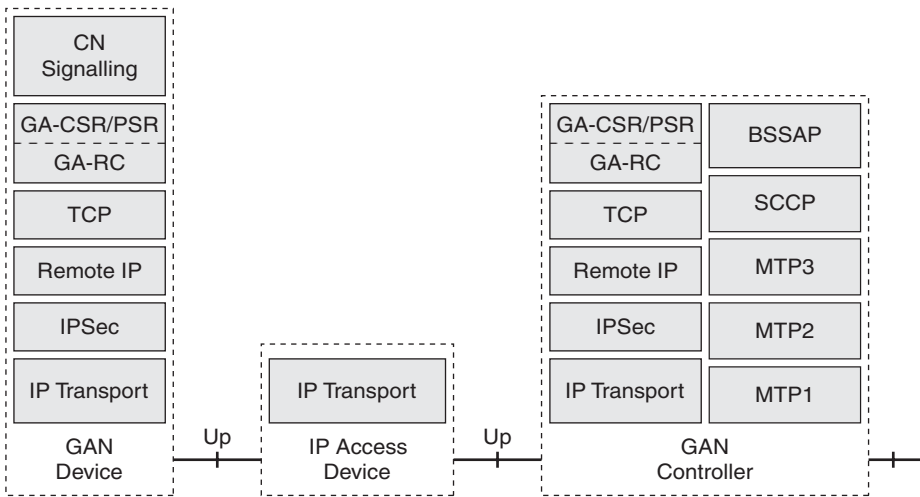 CN
Signalling
GA-CSR/PSR
GA-RC
TCP
Remote IP
IPSec
IP Transport
GAN
Device
Up
IP Transport
IP Access
Device
Up
GA-CSR/PSR
GA-RC
TCP
Remote IP
IPSec
IP Transport
BSSAP
SCCP
MTP3
MTP2
MTP1
GAN
Controller